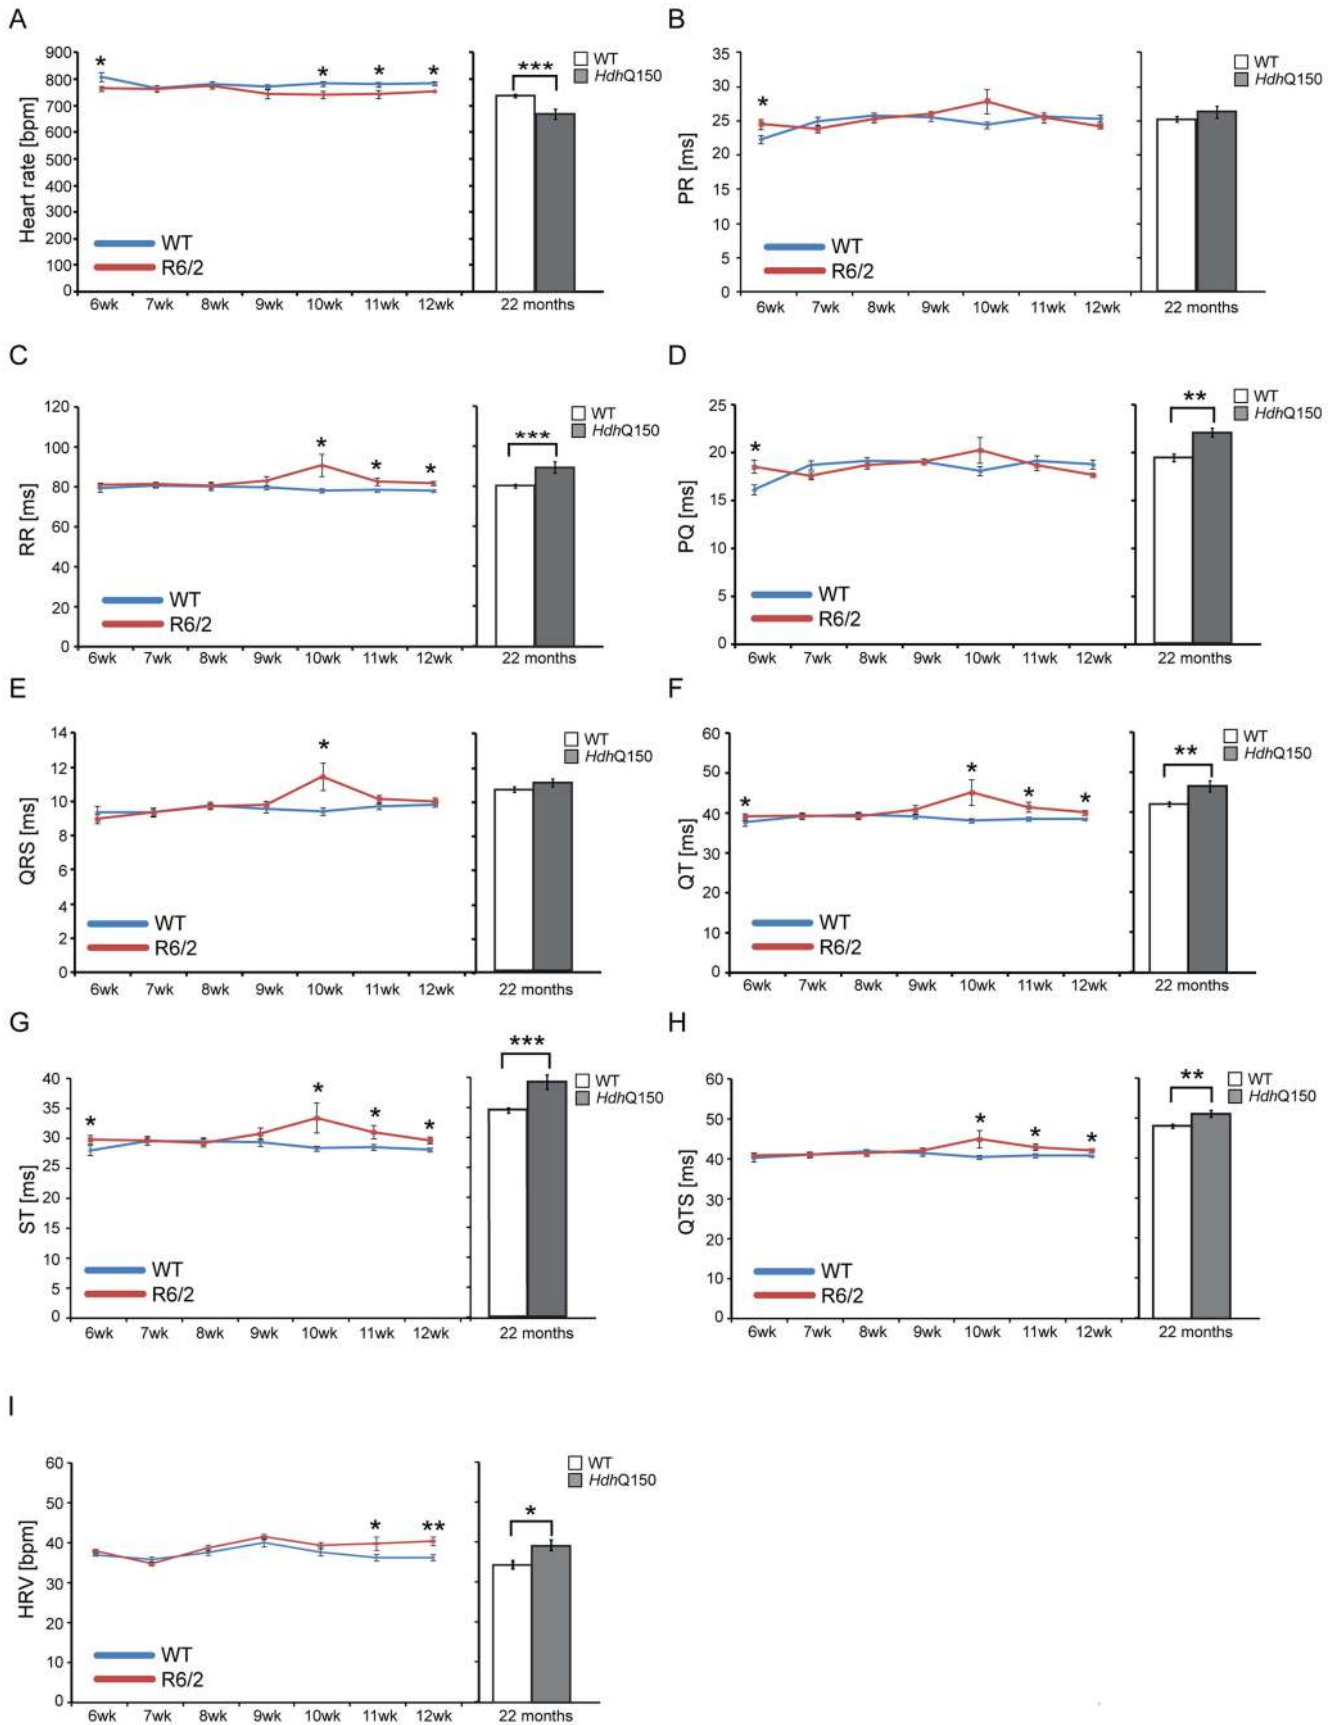 A
Heart rate [bpm]
900
800
700
600
500
400
300
200
100
0
*
*
*
*
***
WT
HdhQ150
WT
R6/2
6wk 7wk 8wk 9wk 10wk 11wk 12wk
22 months
B
PR [ms]
35
30
25
20
15
10
5
0
*
WT
HdhQ150
WT
R6/2
6wk 7wk 8wk 9wk 10wk 11wk 12wk
22 months
C
RR [ms]
120
100
80
60
40
20
0
*
*
*
***
WT
HdhQ150
WT
R6/2
6wk 7wk 8wk 9wk 10wk 11wk 12wk
22 months
D
PQ [ms]
25
20
15
10
5
0
*
**
WT
HdhQ150
WT
R6/2
6wk 7wk 8wk 9wk 10wk 11wk 12wk
22 months
E
QRS [ms]
14
12
10
8
6
4
2
0
*
WT
HdhQ150
WT
R6/2
6wk 7wk 8wk 9wk 10wk 11wk 12wk
22 months
F
QT [ms]
60
50
40
30
20
10
0
*
*
*
*
**
WT
HdhQ150
WT
R6/2
6wk 7wk 8wk 9wk 10wk 11wk 12wk
22 months
G
ST [ms]
40
35
30
25
20
15
10
5
0
*
*
*
*
***
WT
HdhQ150
WT
R6/2
6wk 7wk 8wk 9wk 10wk 11wk 12wk
22 months
H
QTS [ms]
60
50
40
30
20
10
0
*
*
*
**
WT
HdhQ150
WT
R6/2
6wk 7wk 8wk 9wk 10wk 11wk 12wk
22 months
I
HRV [bpm]
60
50
40
30
20
10
0
*
**
*
WT
HdhQ150
WT
R6/2
6wk 7wk 8wk 9wk 10wk 11wk 12wk
22 months